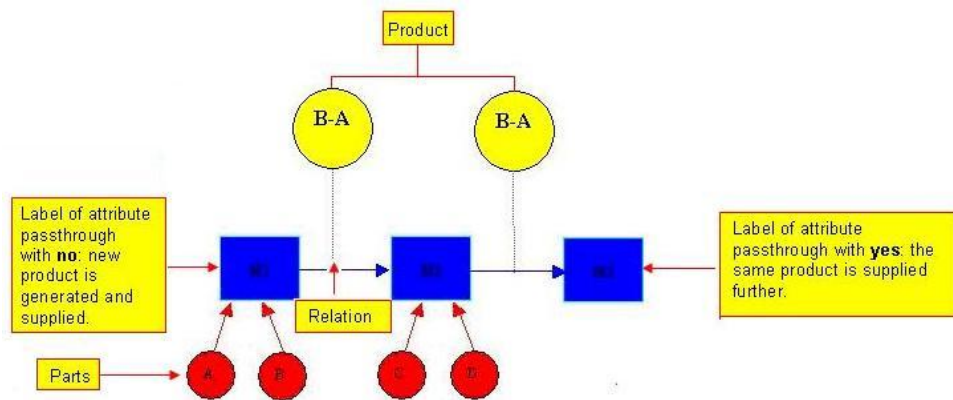 Product
B-A
B-A
Label of attribute
passthrough
with no: new
product is
generated and
supplied.
Label of attribute
passthrough with yes: the
same product is supplied
further.
Relation
Parts
A
B
C
D